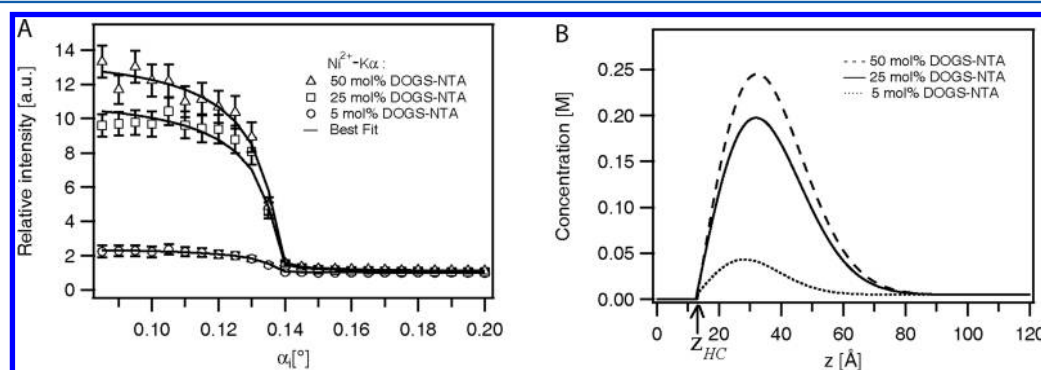 A
Relative intensity [a.u.]
14
12
10
8
6
4
2
0
Ni²⁺-Kα :
50 mol% DOGS-NTA
25 mol% DOGS-NTA
5 mol% DOGS-NTA
Best Fit
0.10 0.12 0.14 0.16 0.18 0.20
αᵢ[°]
B
Concentration [M]
0.25
0.20
0.15
0.10
0.05
0.00
50 mol% DOGS-NTA
25 mol% DOGS-NTA
5 mol% DOGS-NTA
0 20 40 60 80 100 120
z_HC
z [Å]